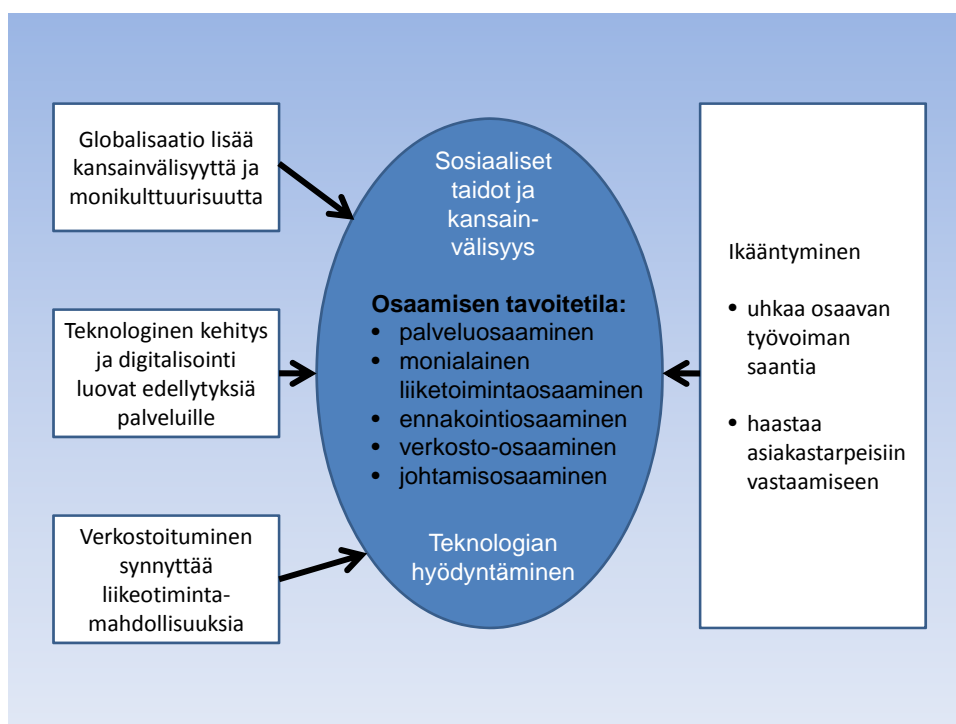 Globalisaatio lisää
kansainvälisyyttä ja
monikulttuurisuutta
Teknologinen kehitys
ja digitalisointi
luovat edellytyksiä
palveluille
Verkostoituminen
synnyttää
liikeotiminta-
mahdollisuuksia
Sosiaaliset
taidot ja
kansain-
välisyys
Osaamisen tavoitetila:
• palveluosaaminen
• monialainen
liiketoimintaosaaminen
• ennakointiosaaminen
• verkosto-osaaminen
• johtamisosaaminen
Teknologian
hyödyntäminen
Ikääntyminen
• uhkaa osaavan
työvoiman
saantia
• haastaa
asiakastarpeisiin
vastaamiseen